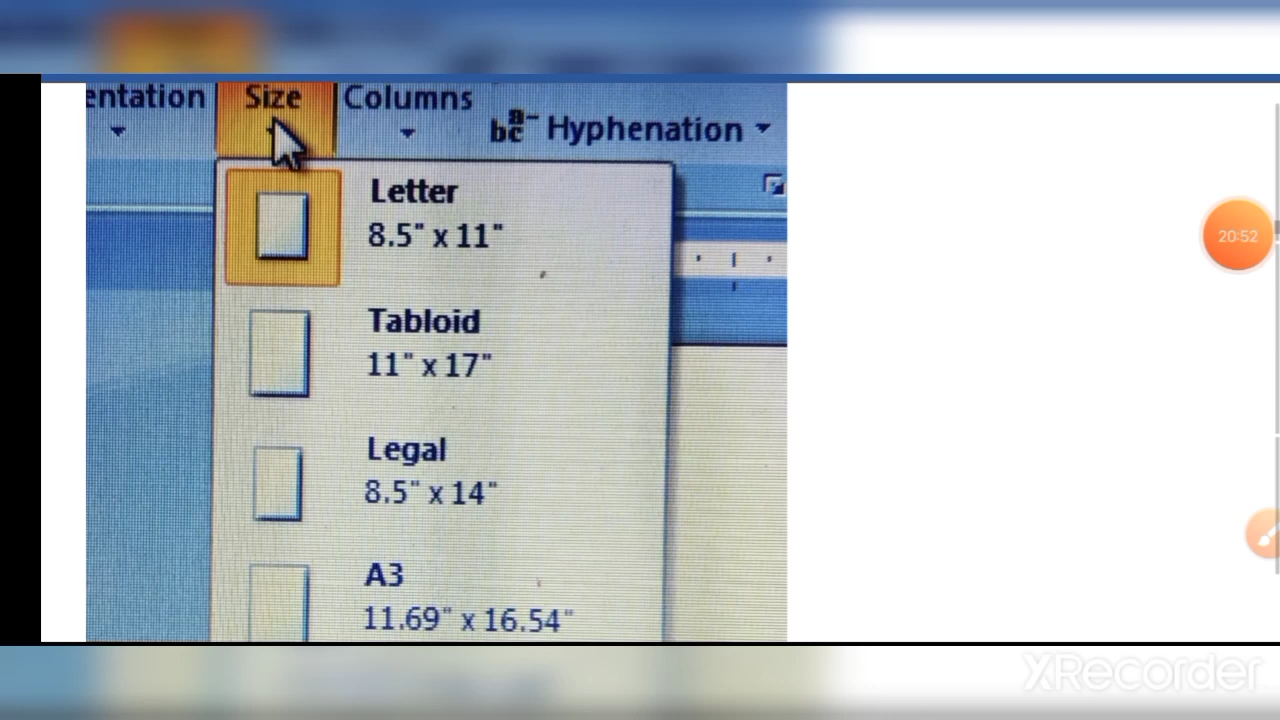 entation Size Columns
bc a- Hyphenation
Letter
8.5" x 11"
Tabloid
11" x 17"
Legal
8.5" x 14"
A3
11.69" x 16.54"
20:52
XRecorder